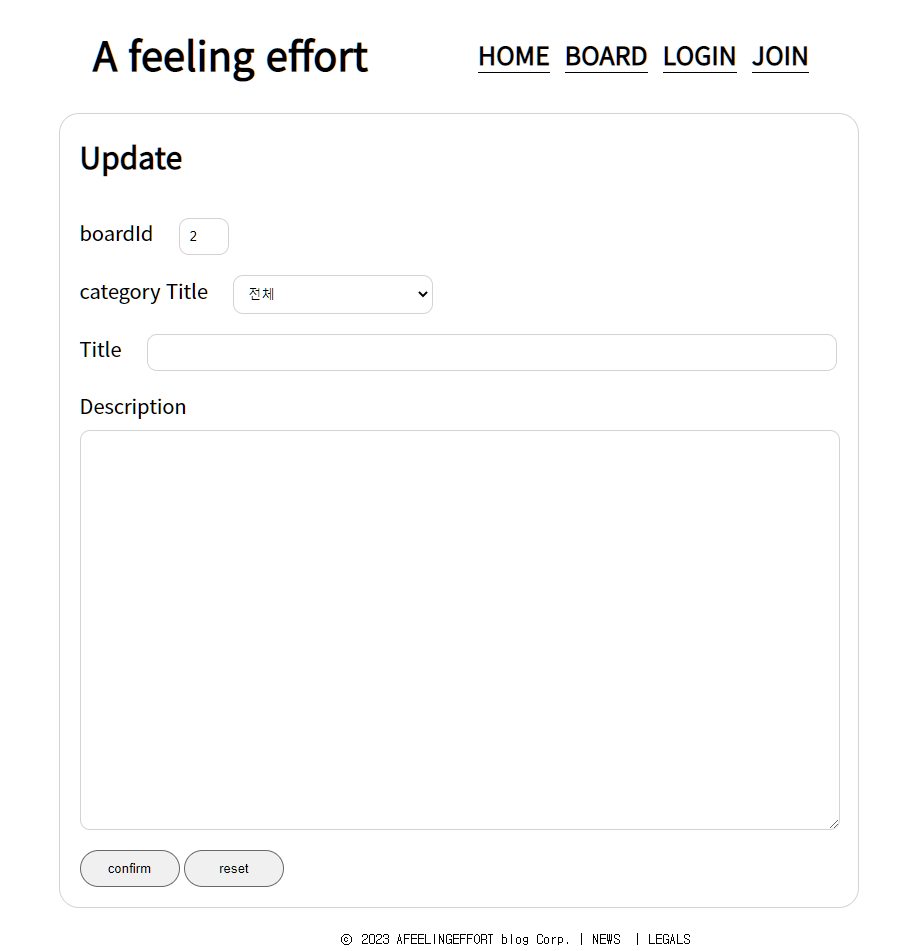 A feeling effort HOME BOARD LOGIN JOIN
Update
boardId 2
category Title 전체
Title
Description
confirm reset
ⓒ 2023 AFEELINGEFFORT blog Corp. | NEWS | LEGALS